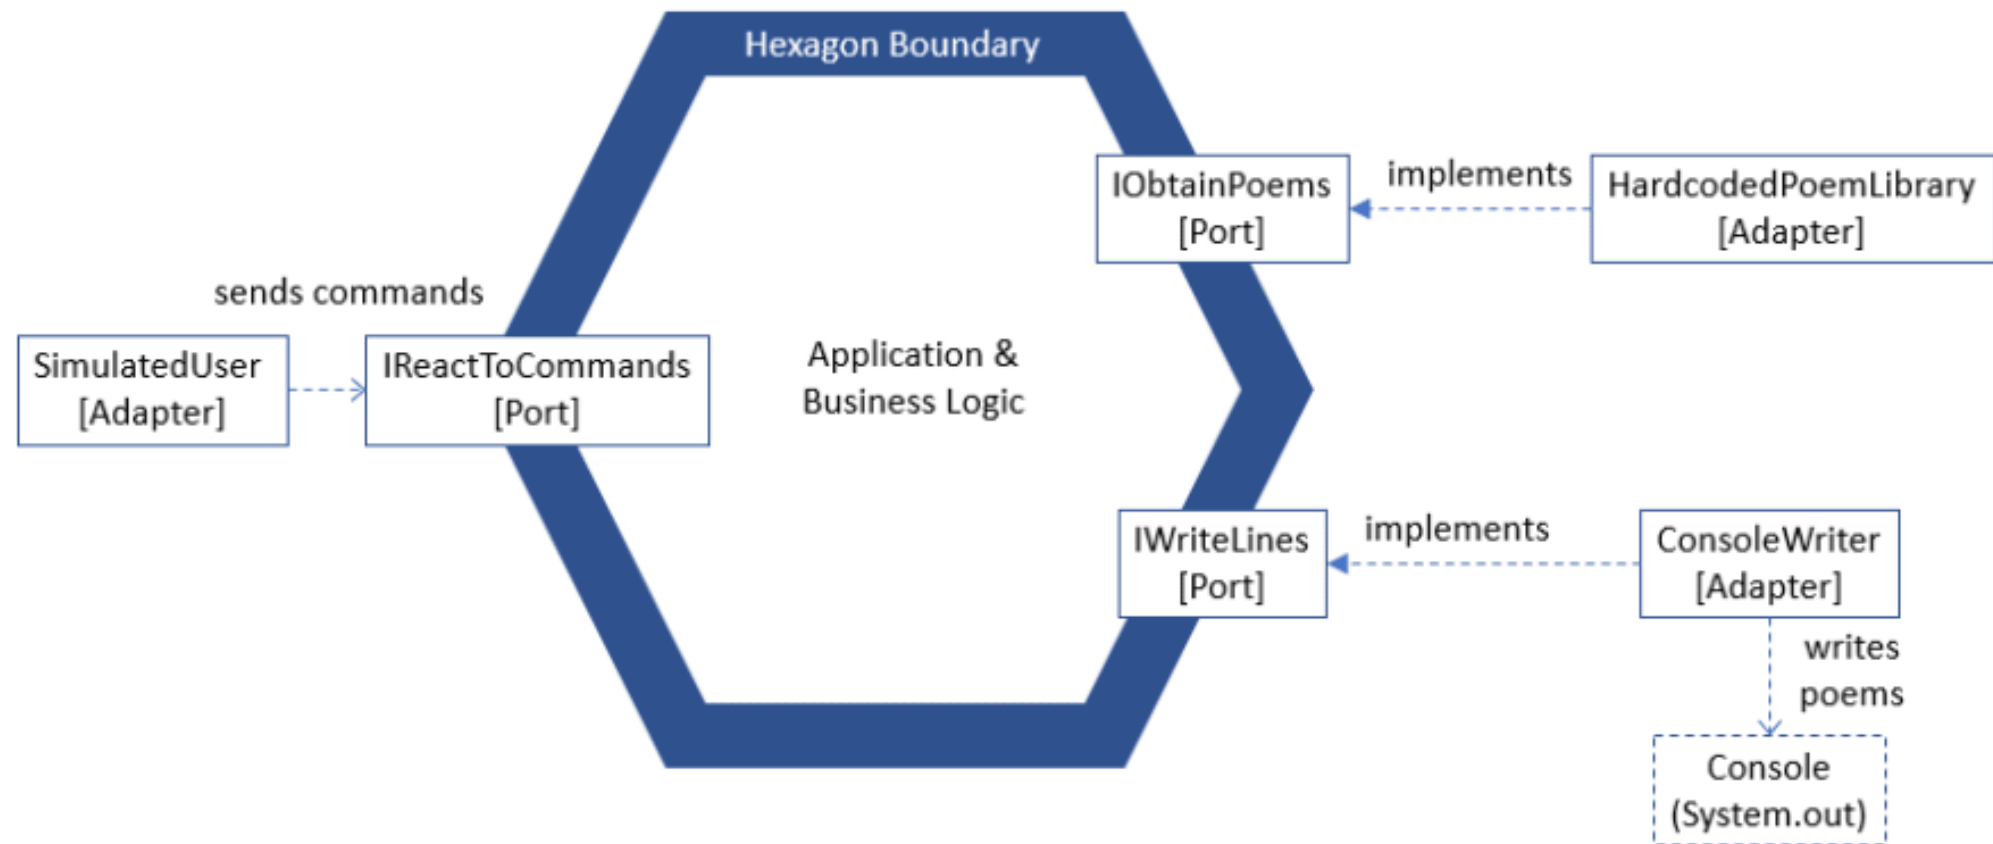 Hexagon Boundary
IObtainPoems
[Port]
implements
HardcodedPoemLibrary
[Adapter]
sends commands
SimulatedUser
[Adapter]
IReactToCommands
[Port]
Application &
Business Logic
IWriteLines
[Port]
implements
ConsoleWriter
[Adapter]
writes
poems
Console
(System.out)